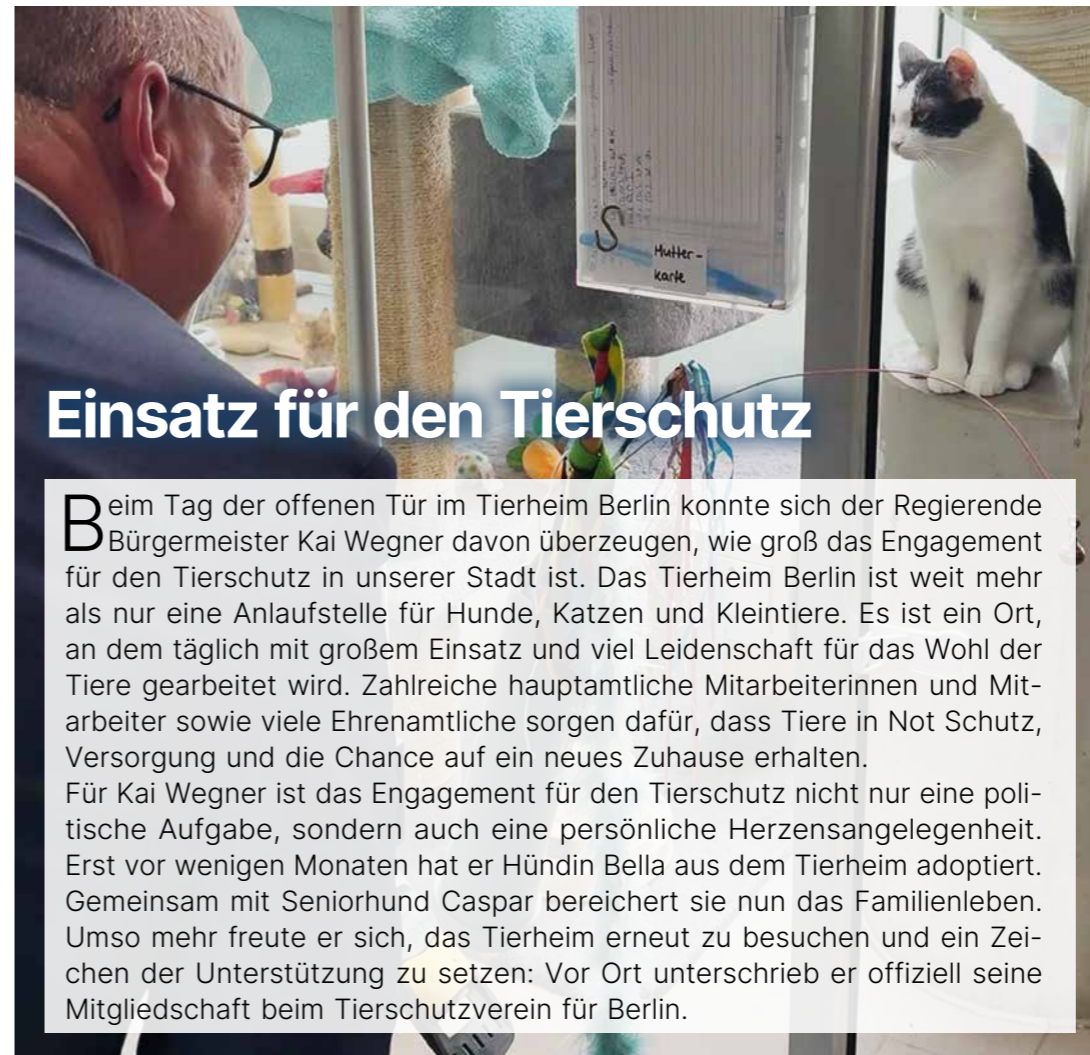 Mutter-
karte
Einsatz für den Tierschutz
Beim Tag der offenen Tür im Tierheim Berlin konnte sich der Regierende
Bürgermeister Kai Wegner davon überzeugen, wie groß das Engagement
für den Tierschutz in unserer Stadt ist. Das Tierheim Berlin ist weit mehr
als nur eine Anlaufstelle für Hunde, Katzen und Kleintiere. Es ist ein Ort,
an dem täglich mit großem Einsatz und viel Leidenschaft für das Wohl der
Tiere gearbeitet wird. Zahlreiche hauptamtliche Mitarbeiterinnen und Mit-
arbeiter sowie viele Ehrenamtliche sorgen dafür, dass Tiere in Not Schutz,
Versorgung und die Chance auf ein neues Zuhause erhalten.
Für Kai Wegner ist das Engagement für den Tierschutz nicht nur eine poli-
tische Aufgabe, sondern auch eine persönliche Herzensangelegenheit.
Erst vor wenigen Monaten hat er Hündin Bella aus dem Tierheim adoptiert.
Gemeinsam mit Seniorhund Caspar bereichert sie nun das Familienleben.
Umso mehr freute er sich, das Tierheim erneut zu besuchen und ein Zei-
chen der Unterstützung zu setzen: Vor Ort unterschrieb er offiziell seine
Mitgliedschaft beim Tierschutzverein für Berlin.